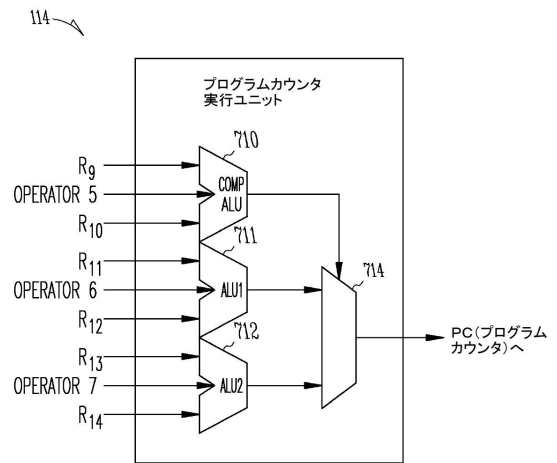 114
プログラムカウンタ
実行ユニット
710
R9
OPERATOR 5
COMP
ALU
R10
711
R11
714
OPERATOR 6
ALU1
R12
PC(プログラム
カウンタ)へ
712
R13
OPERATOR 7
ALU2
R14